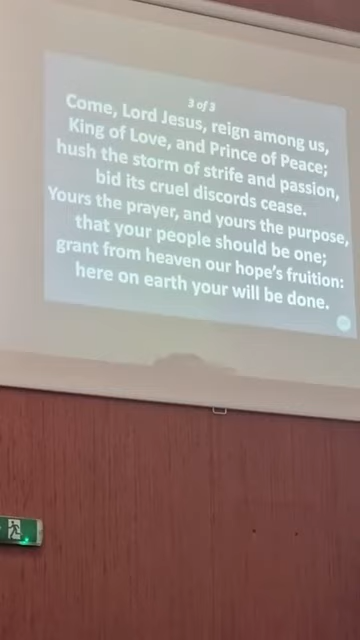 3 of 3
Come, Lord Jesus, reign among us,
King of Love, and Prince of Peace;
hush the storm of strife and passion,
bid its cruel discords cease.
Yours the prayer, and yours the purpose,
that your people should be one;
grant from heaven our hope's fruition:
here on earth your will be done.